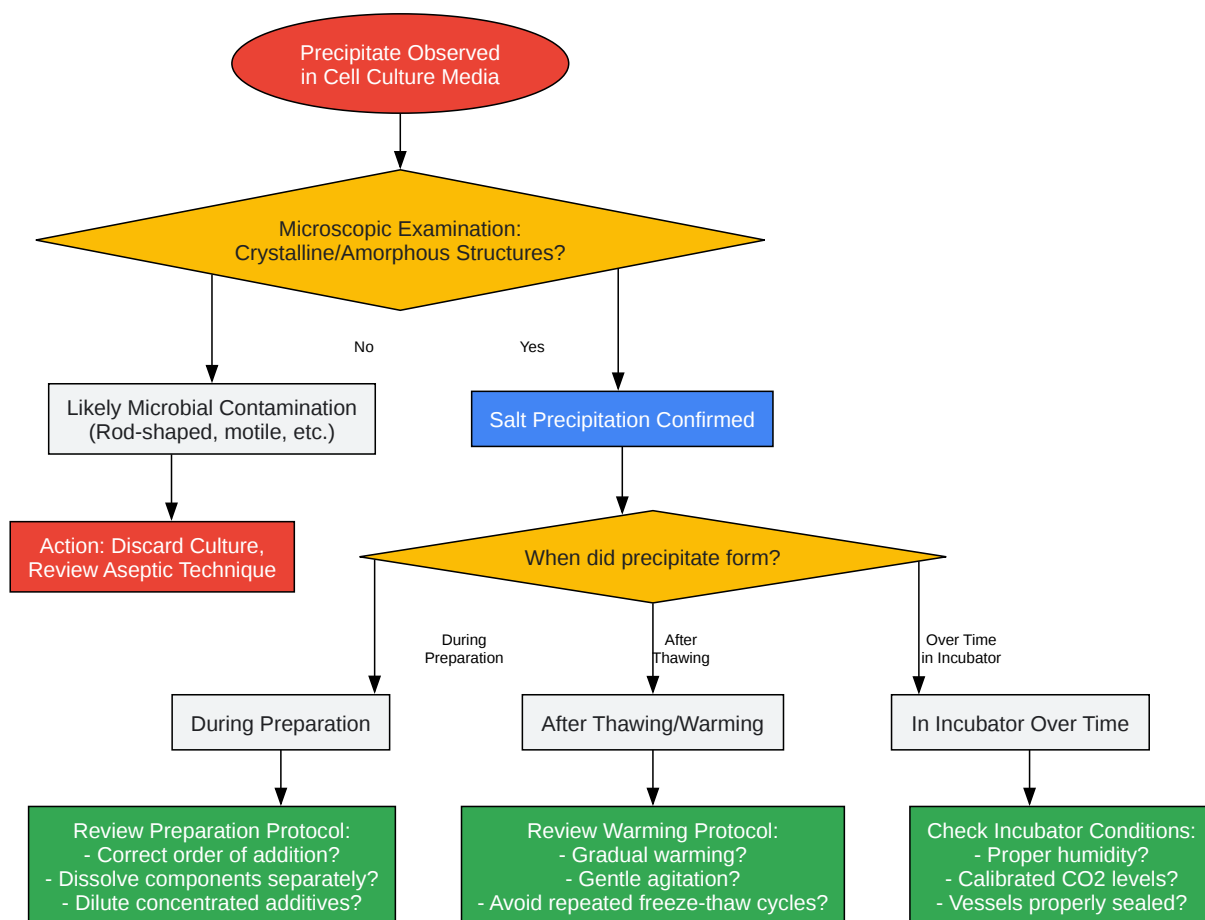 Precipitate Observed
in Cell Culture Media
Microscopic Examination:
Crystalline/Amorphous Structures?
No
Yes
Likely Microbial Contamination
(Rod-shaped, motile, etc.)
Salt Precipitation Confirmed
Action: Discard Culture,
Review Aseptic Technique
When did precipitate form?
During
Preparation
After
Thawing
Over Time
in Incubator
During Preparation
After Thawing/Warming
In Incubator Over Time
Review Preparation Protocol:
- Correct order of addition?
- Dissolve components separately?
- Dilute concentrated additives?
Review Warming Protocol:
- Gradual warming?
- Gentle agitation?
- Avoid repeated freeze-thaw cycles?
Check Incubator Conditions:
- Proper humidity?
- Calibrated CO2 levels?
- Vessels properly sealed?